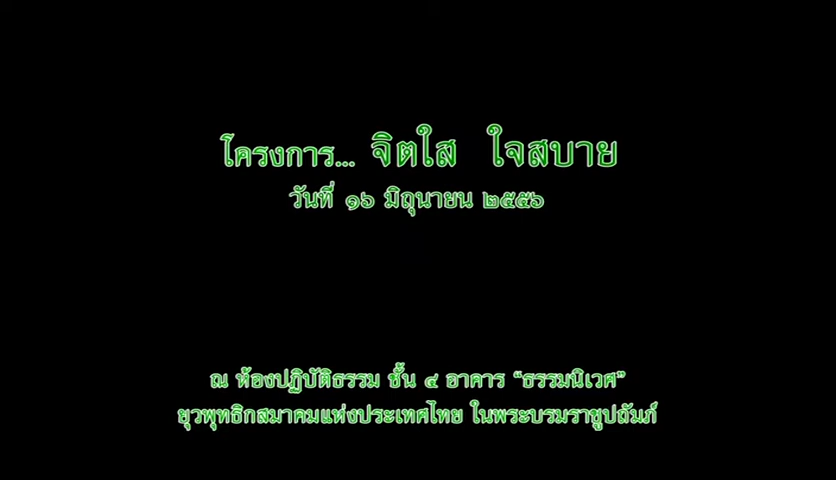 โครงการ... จิตใส ใจสบาย
วันที่ ๑๖ มิถุนายน ๒๕๕๖
ณ ห้องปฏิบัติธรรม ชั้น ๔ อาคาร “ธรรมนิเวศ”
ยุวพุทธิกสมาคมแห่งประเทศไทย ในพระบรมราชูปถัมภ์